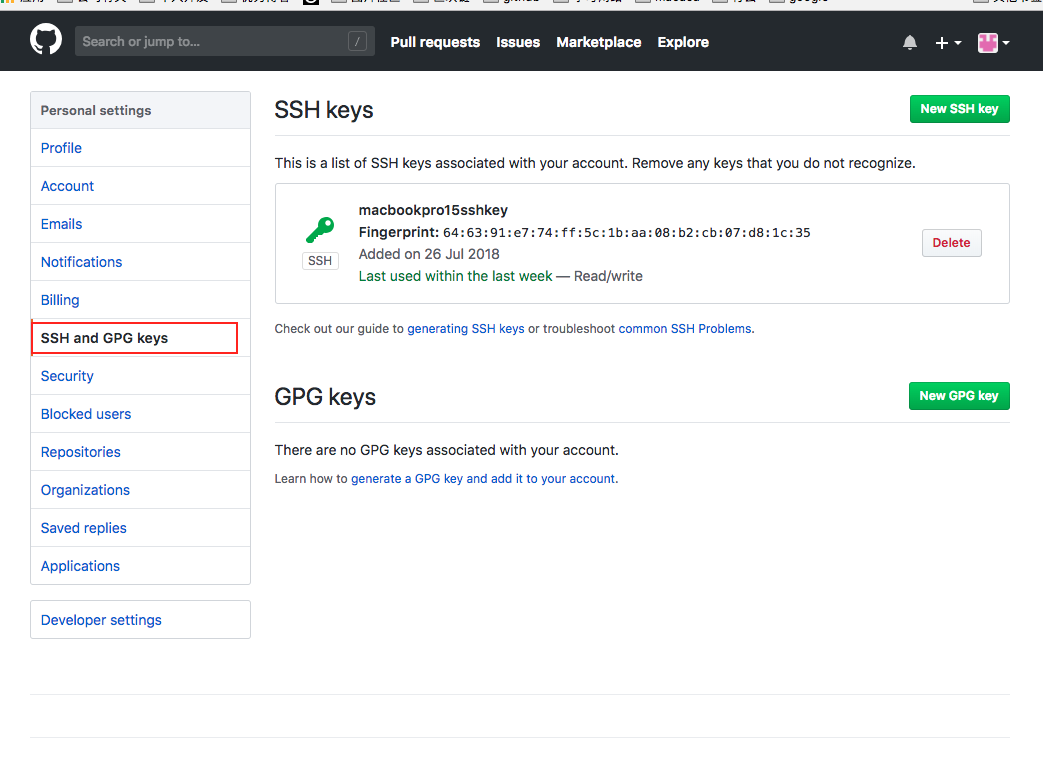 Search or jump to... /
Pull requests Issues Marketplace Explore
Personal settings
Profile
Account
Emails
Notifications
Billing
SSH and GPG keys
Security
Blocked users
Repositories
Organizations
Saved replies
Applications
Developer settings
SSH keys
New SSH key
This is a list of SSH keys associated with your account. Remove any keys that you do not recognize.
macbookpro15sshkey
Fingerprint: 64:63:91:e7:74:ff:5c:1b:aa:08:b2:cb:07:d8:1c:35
SSH
Added on 26 Jul 2018
Last used within the last week — Read/write
Delete
Check out our guide to generating SSH keys or troubleshoot common SSH Problems.
GPG keys
New GPG key
There are no GPG keys associated with your account.
Learn how to generate a GPG key and add it to your account.